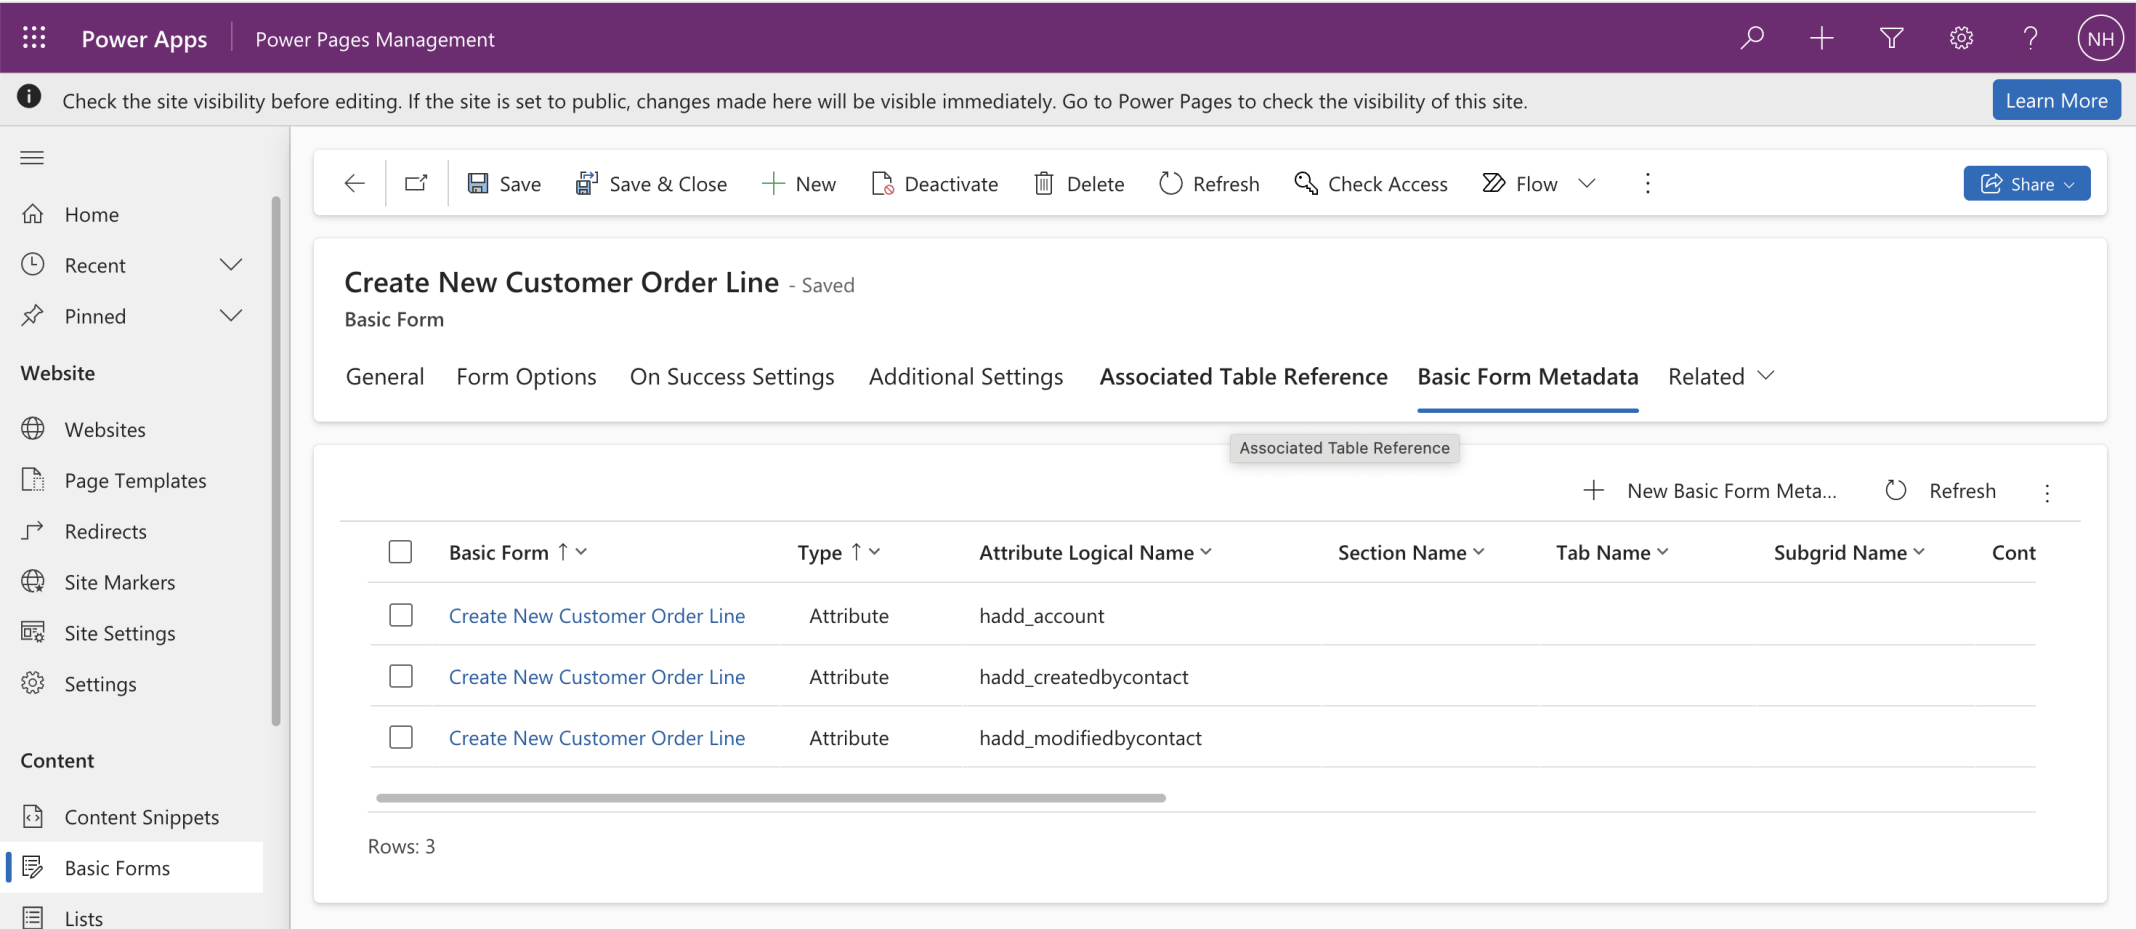 Power Apps
Power Pages Management
NH
Check the site visibility before editing. If the site is set to public, changes made here will be visible immediately. Go to Power Pages to check the visibility of this site.
Learn More
Save
Save & Close
New
Deactivate
Delete
Refresh
Check Access
Flow
Share
Home
Recent
Pinned
Website
Websites
Page Templates
Redirects
Site Markers
Site Settings
Settings
Content
Content Snippets
Basic Forms
Lists
Create New Customer Order Line - Saved
Basic Form
General
Form Options
On Success Settings
Additional Settings
Associated Table Reference
Basic Form Metadata
Related
Associated Table Reference
New Basic Form Meta...
Refresh
Basic Form Type Attribute Logical Name Section Name Tab Name Subgrid Name Cont
Create New Customer Order Line Attribute hadd_account
Create New Customer Order Line Attribute hadd_createdbycontact
Create New Customer Order Line Attribute hadd_modifiedbycontact
Rows: 3